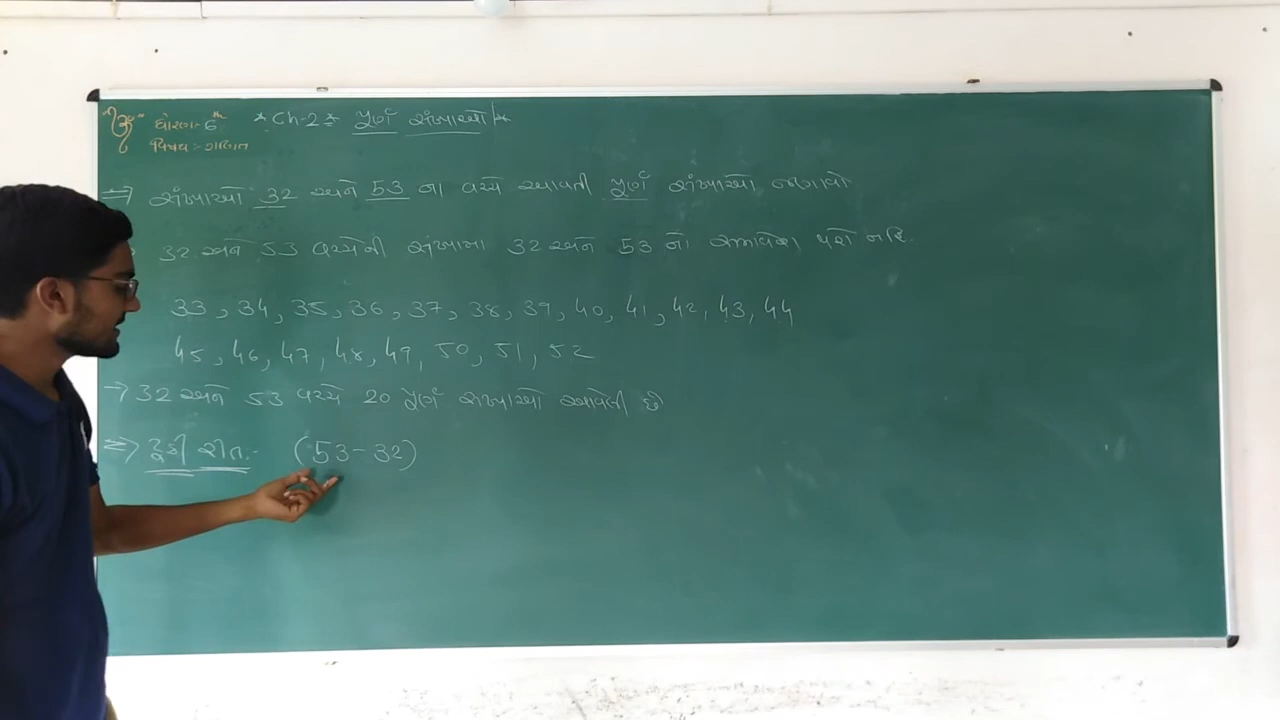 ધોરણ:- 6th
વિષય :- ગણિત
* Ch-2 * પૂર્ણ સંખ્યાઓ *
⇒ સંખ્યાઓ 32 અને 53 ના વચ્ચે આવતી પૂર્ણ સંખ્યાઓ જણાવો
32 અને 53 વચ્ચેની સંખ્યામાં 32 અને 53 નો સમાવેશ થશે નહિ.
33, 34, 35, 36, 37, 38, 39, 40, 41, 42, 43, 44
45, 46, 47, 48, 49, 50, 51, 52
→ 32 અને 53 વચ્ચે 20 પૂર્ણ સંખ્યાઓ આવેલી છે
⇒ ટૂંકી રીત:- (53-32)